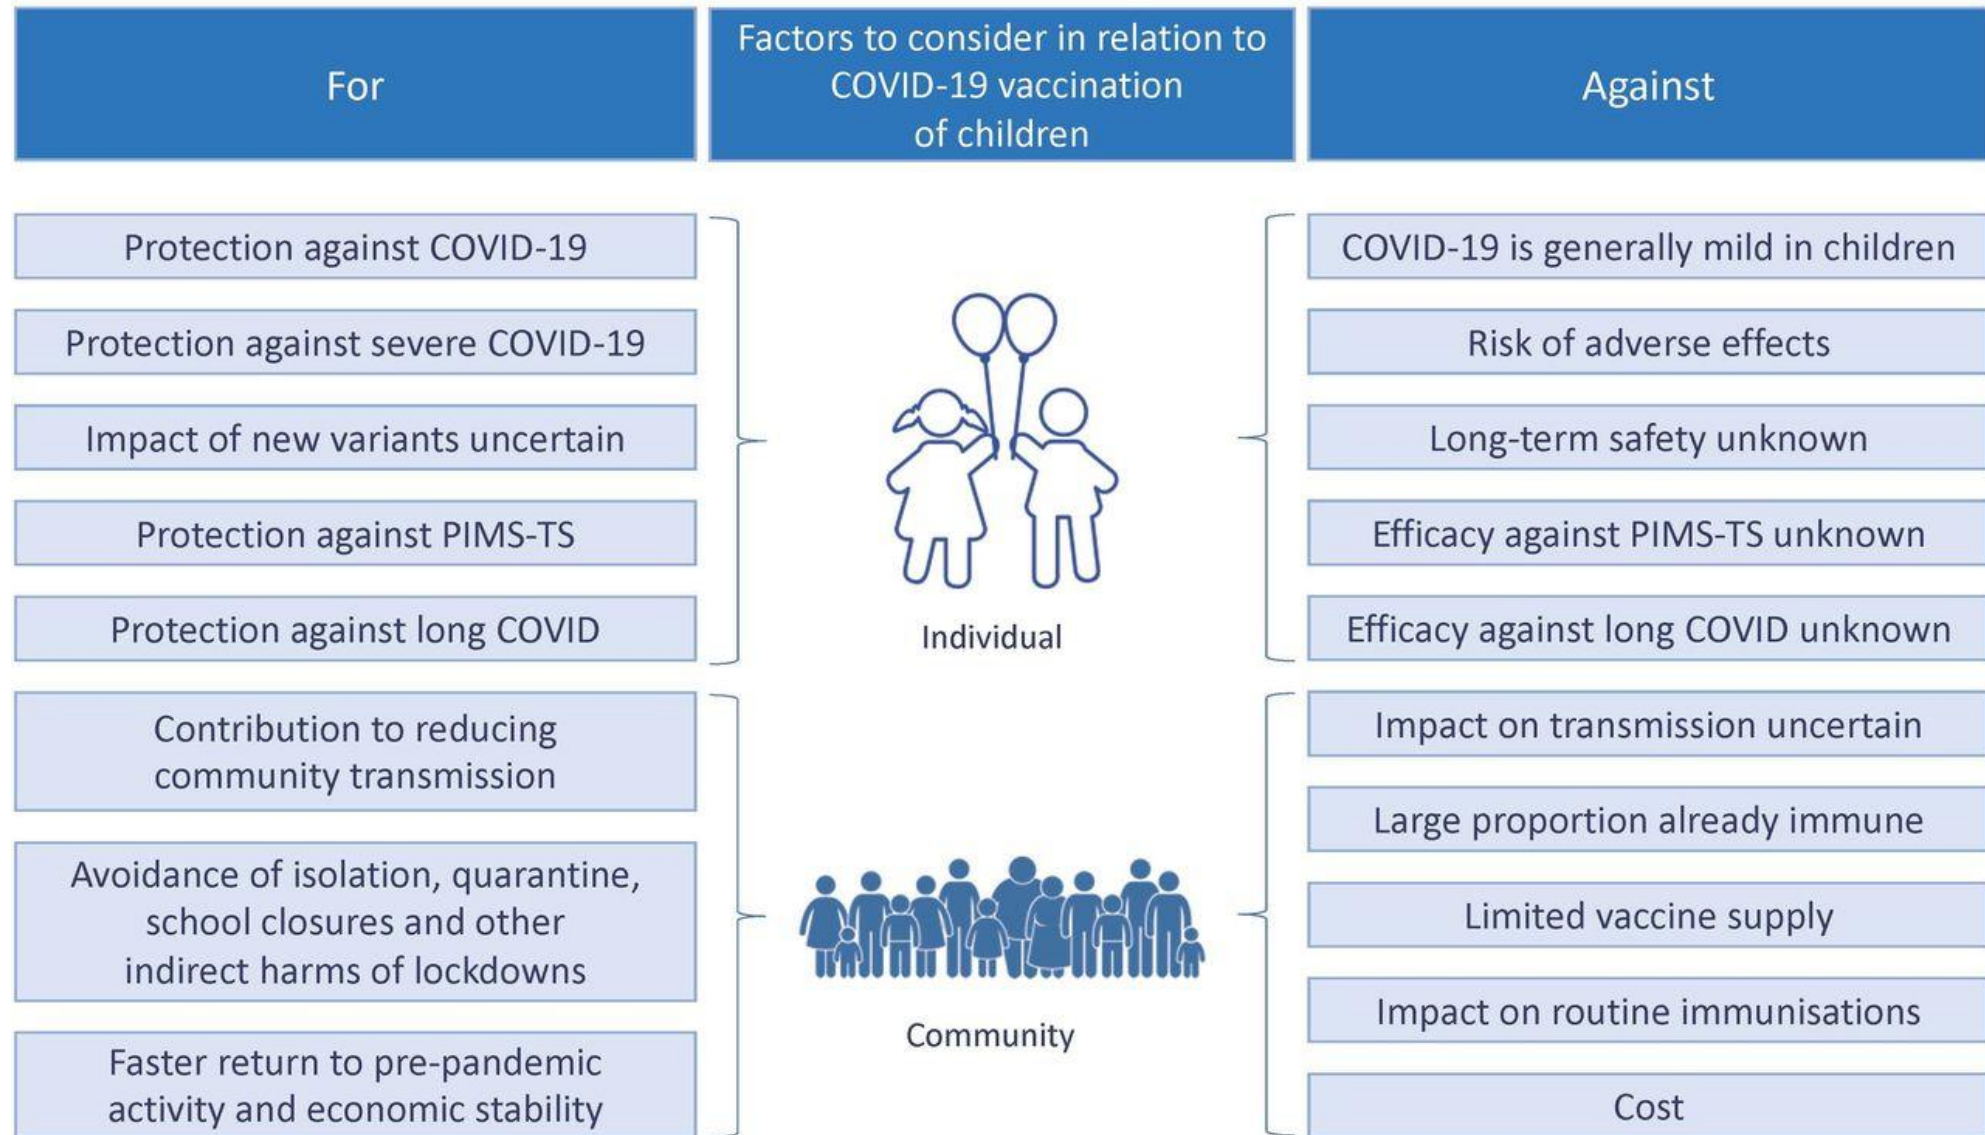 For
Factors to consider in relation to
COVID-19 vaccination
of children
Against
Protection against COVID-19
Protection against severe COVID-19
Impact of new variants uncertain
Protection against PIMS-TS
Protection against long COVID
Individual
COVID-19 is generally mild in children
Risk of adverse effects
Long-term safety unknown
Efficacy against PIMS-TS unknown
Efficacy against long COVID unknown
Contribution to reducing
community transmission
Avoidance of isolation, quarantine,
school closures and other
indirect harms of lockdowns
Faster return to pre-pandemic
activity and economic stability
Community
Impact on transmission uncertain
Large proportion already immune
Limited vaccine supply
Impact on routine immunisations
Cost